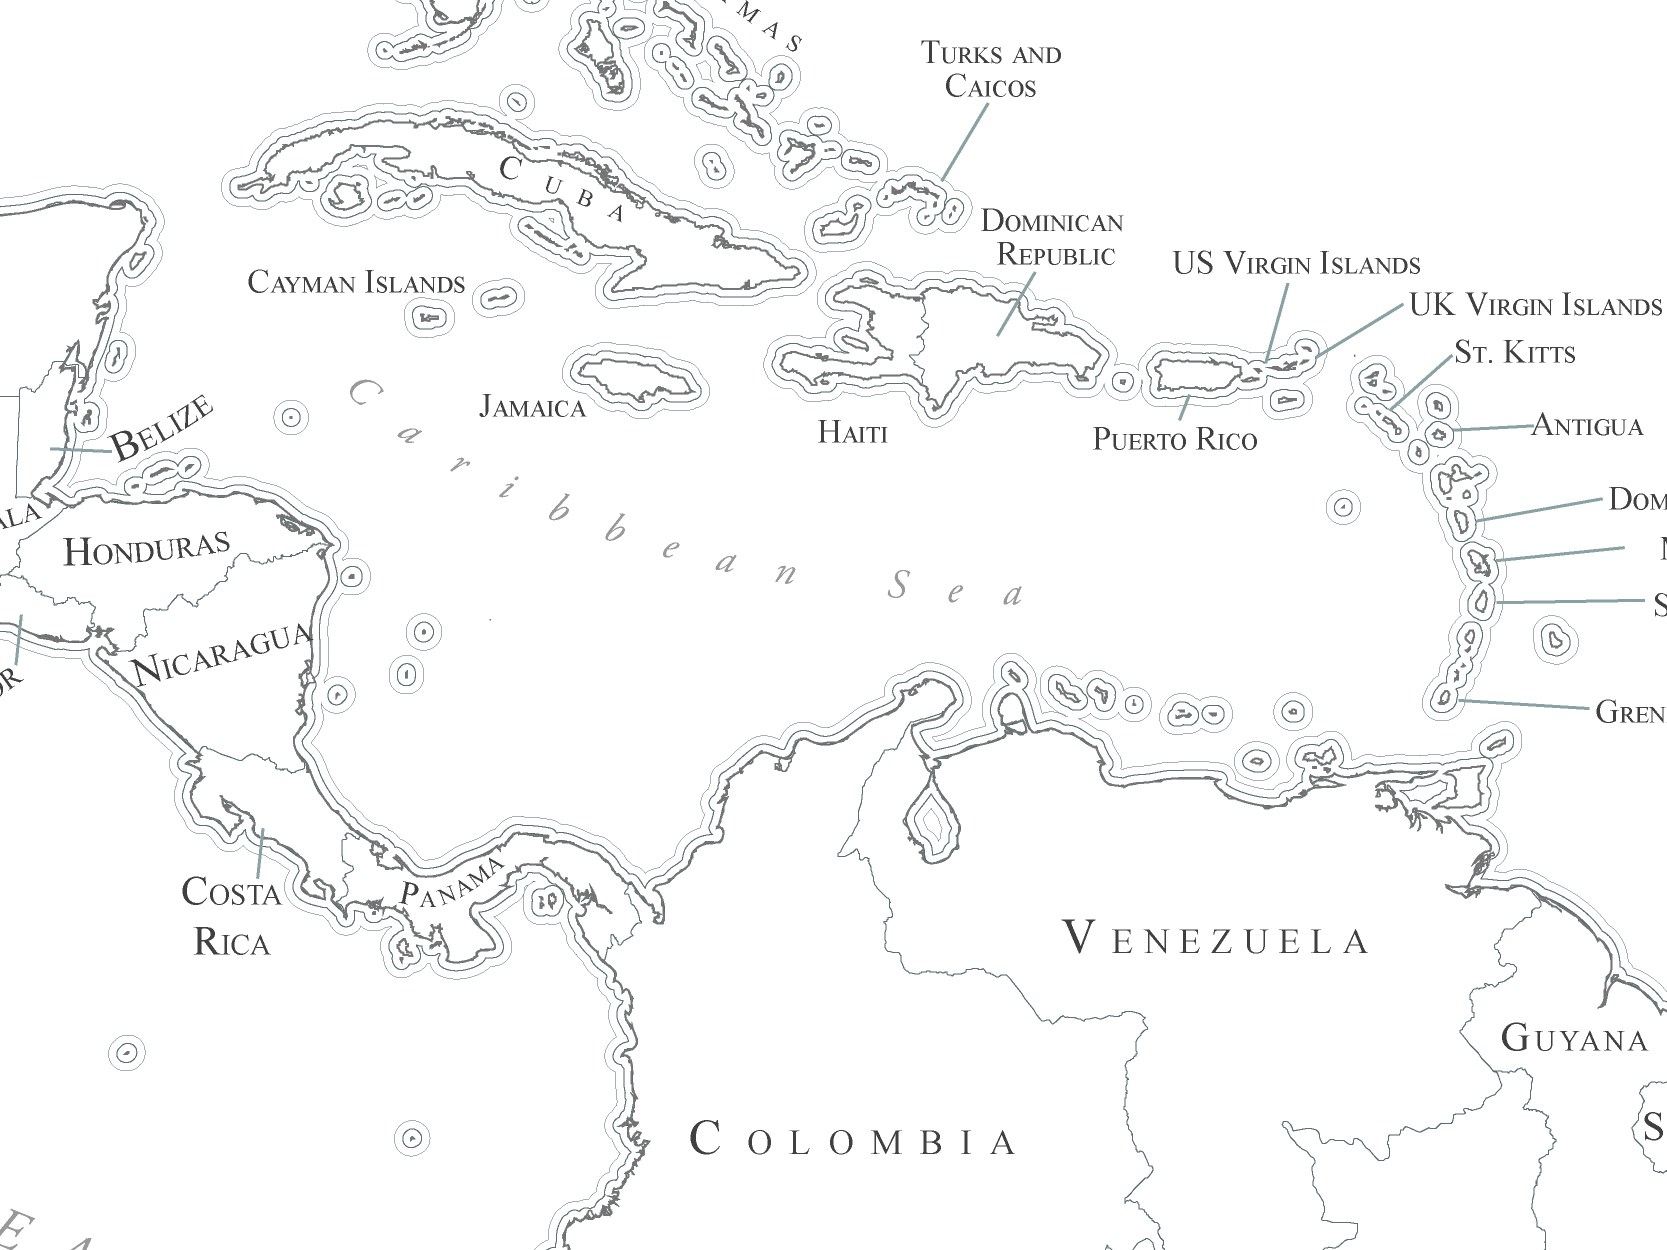 MAS
TURKS AND
CAICOS
CUBA
DOMINICAN
REPUBLIC
US VIRGIN ISLANDS
CAYMAN ISLANDS
UK VIRGIN ISLANDS
ST. KITTS
JAMAICA
HAITI
PUERTO RICO
ANTIGUA
BELIZE
Caribbean Sea
DOM
ALA
HONDURAS
NICARAGUA
S
OR
GREN
COSTA
RICA
PANAMA
VENEZUELA
GUYANA
COLOMBIA
S
E